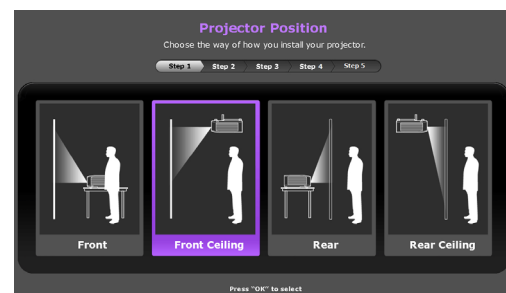 Projector Position
Choose the way of how you install your projector.
Step 1 Step 2 Step 3 Step 4 Step 5
Front Front Ceiling Rear Rear Ceiling
Press "OK" to select